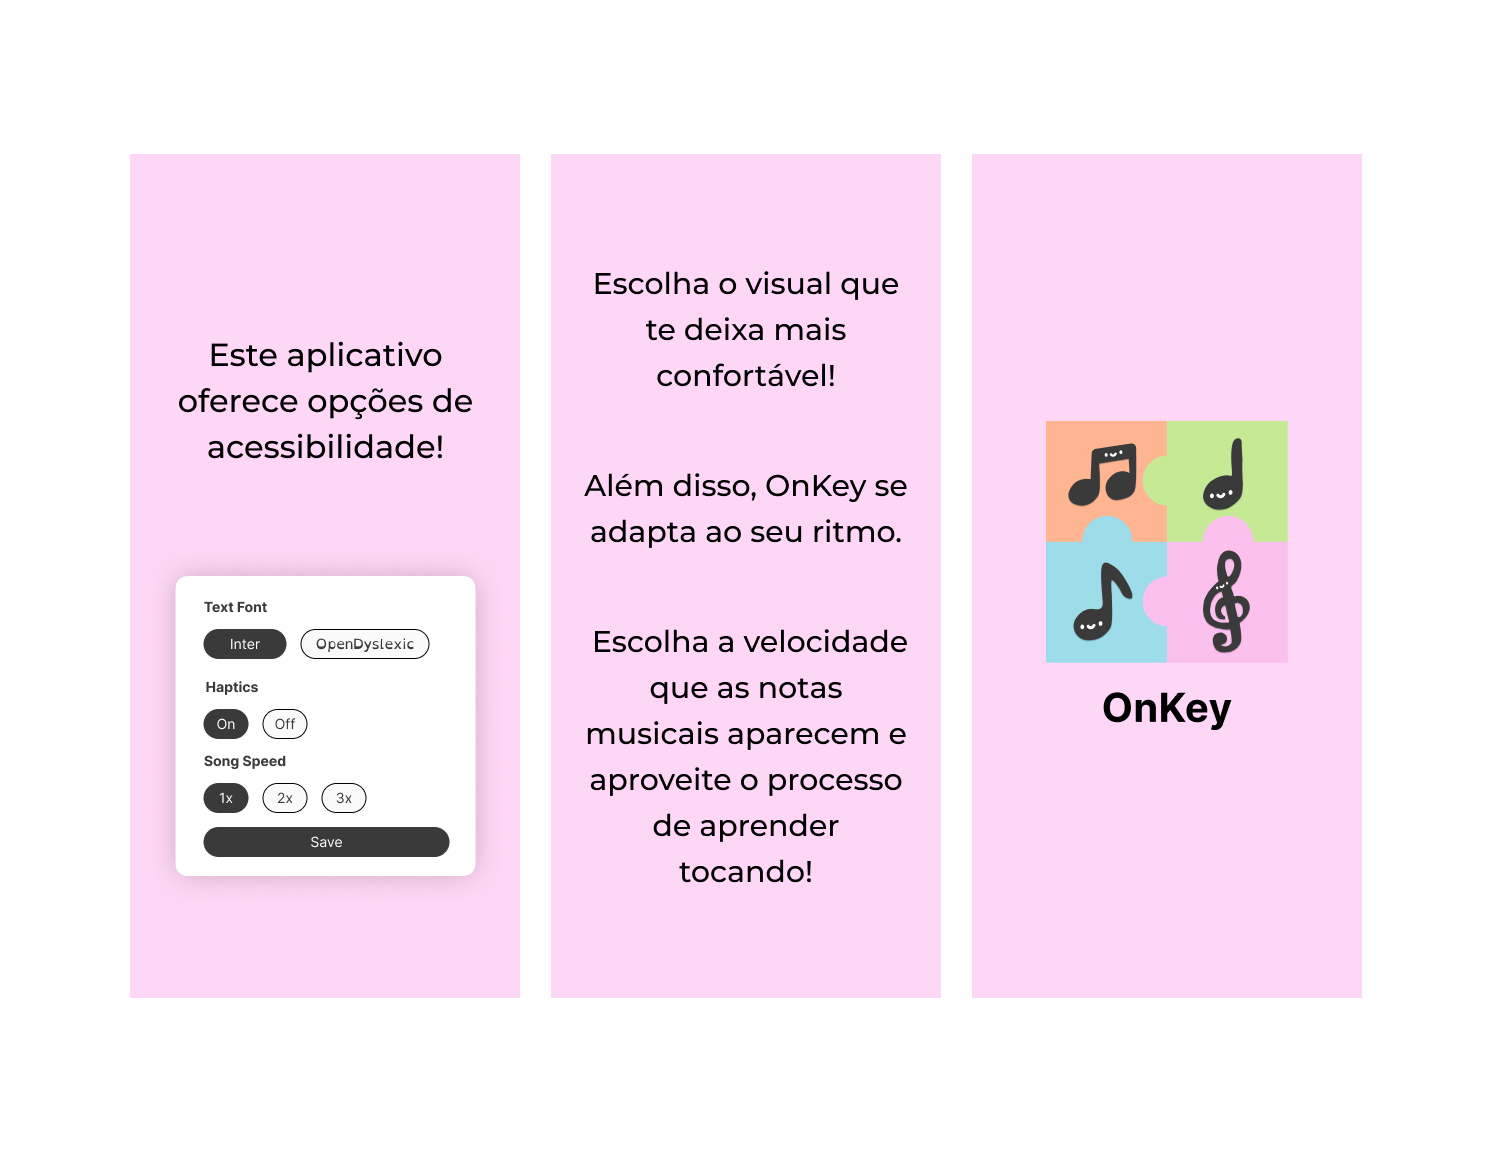 Este aplicativo
oferece opções de
acessibilidade!
Text Font
Inter OpenDyslexic
Haptics
On Off
Song Speed
1x 2x 3x
Save
Escolha o visual que
te deixa mais
confortável!
Além disso, OnKey se
adapta ao seu ritmo.
Escolha a velocidade
que as notas
musicais aparecem e
aproveite o processo
de aprender
tocando!
OnKey